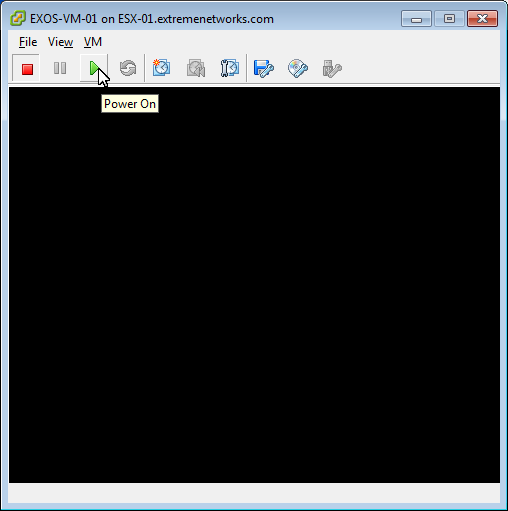 EXOS-VM-01 on ESX-01.extremenetworks.com
File View VM
Power On